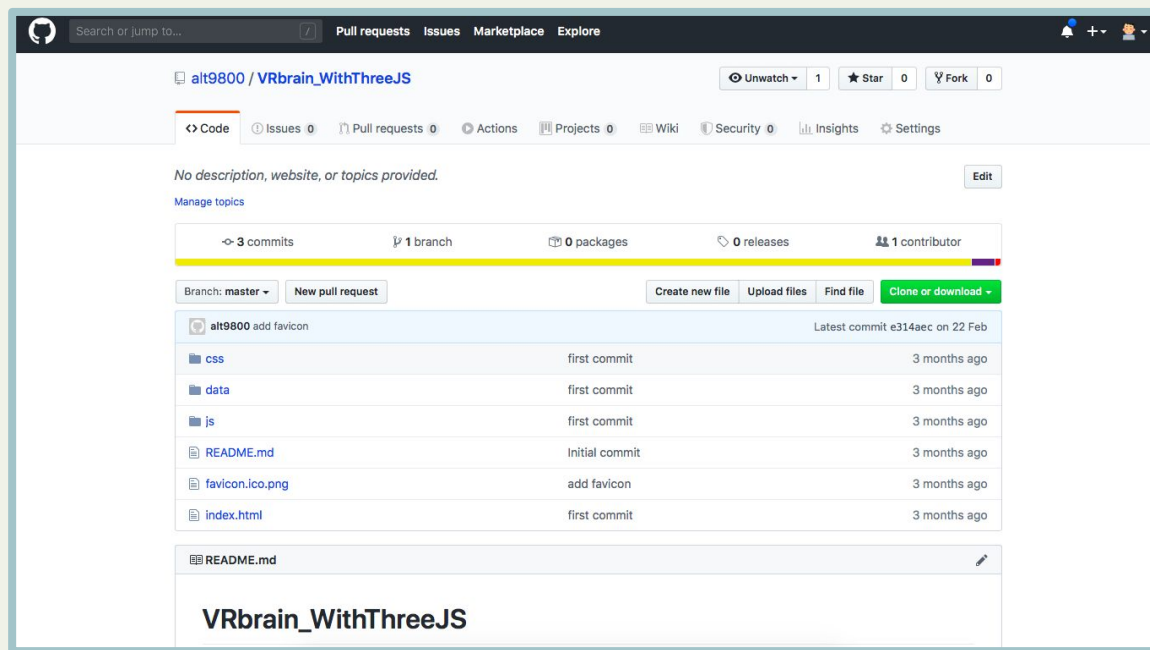 Search or jump to... / Pull requests Issues Marketplace Explore
alt9800 / VRbrain_WithThreeJS Unwatch 1 Star 0 Fork 0
Code Issues 0 Pull requests 0 Actions Projects 0 Wiki Security 0 Insights Settings
No description, website, or topics provided. Edit
Manage topics
3 commits 1 branch 0 packages 0 releases 1 contributor
Branch: master New pull request Create new file Upload files Find file Clone or download
alt9800 add favicon Latest commit e314aec on 22 Feb
css first commit 3 months ago
data first commit 3 months ago
js first commit 3 months ago
README.md Initial commit 3 months ago
favicon.ico.png add favicon 3 months ago
index.html first commit 3 months ago
README.md
VRbrain_WithThreeJS